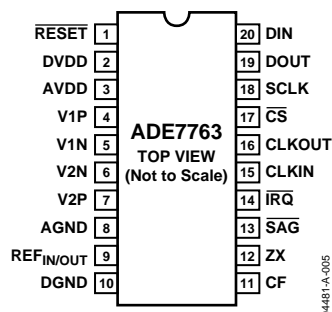 RESET 1
DVDD 2
AVDD 3
V1P 4
V1N 5
V2N 6
V2P 7
AGND 8
REFIN/OUT 9
DGND 10
ADE7763
TOP VIEW
(Not to Scale)
20 DIN
19 DOUT
18 SCLK
17 CS
16 CLKOUT
15 CLKIN
14 IRQ
13 SAG
12 ZX
11 CF
4481-A-005